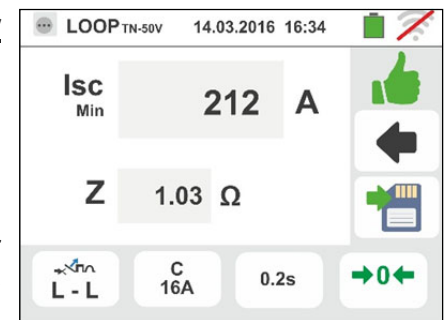 LOOP TN-50V 14.03.2016 16:34
Isc 212 A
Min
Z 1.03 Ω
L - L
C
16A
0.2s
→0←